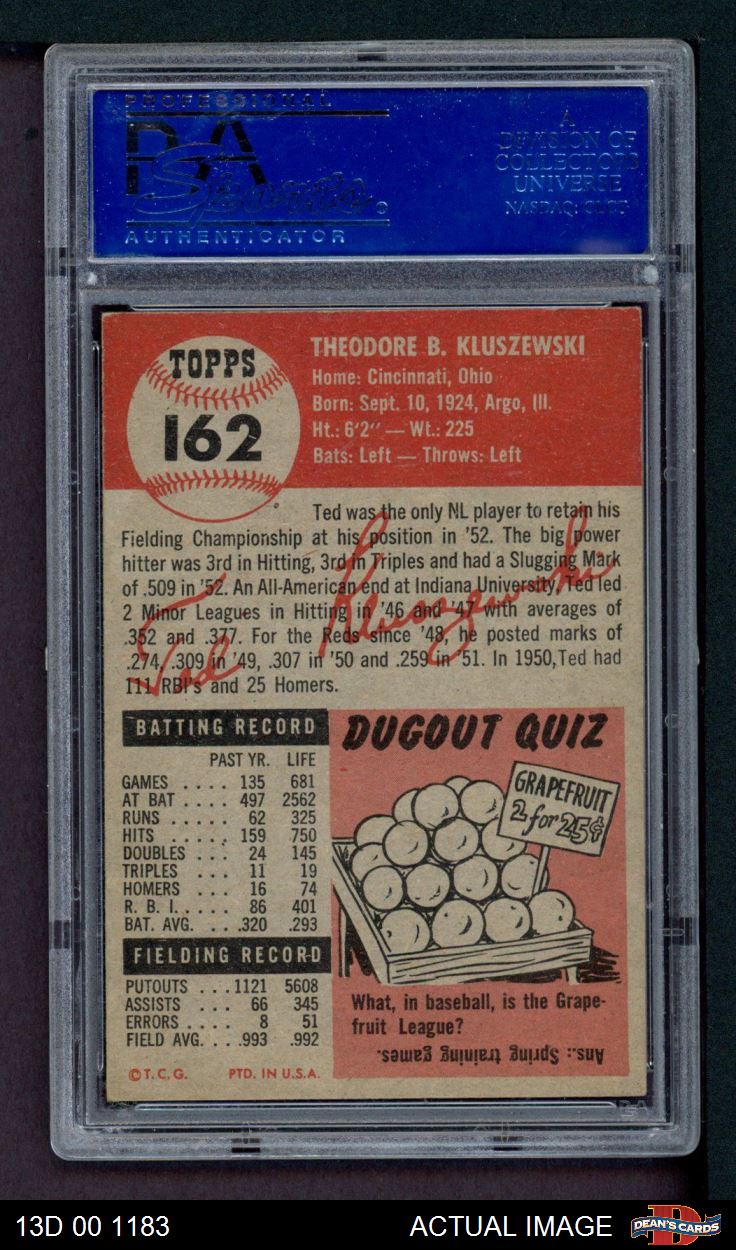 PROFESSIONAL
PSA
Sports
AUTHENTICATOR
A
DIVISION OF
COLLECTORS
UNIVERSE
NASDAQ: CLCT
TOPPS
162
THEODORE B. KLUSZEWSKI
Home: Cincinnati, Ohio
Born: Sept. 10, 1924, Argo, Ill.
Ht.: 6'2" — Wt.: 225
Bats: Left — Throws: Left
Ted was the only NL player to retain his
Fielding Championship at his position in '52. The big power
hitter was 3rd in Hitting, 3rd in Triples and had a Slugging Mark
of .509 in '52. An All-American end at Indiana University, Ted led
2 Minor Leagues in Hitting in '46 and '47 with averages of
.352 and .377. For the Reds since '48, he posted marks of
.274, .309 in '49, .307 in '50 and .259 in '51. In 1950, Ted had
111 RBI's and 25 Homers.
Ted Kluszewski
BATTING RECORD
PAST YR. LIFE
GAMES .... 135 681
AT BAT .... 497 2562
RUNS ..... 62 325
HITS ..... 159 750
DOUBLES ... 24 145
TRIPLES ... 11 19
HOMERS ... 16 74
R. B. I. .... 86 401
BAT. AVG. ... .320 .293
FIELDING RECORD
PUTOUTS ...1121 5608
ASSISTS .... 66 345
ERRORS .... 8 51
FIELD AVG. ...993 .992
©T.C.G. PTD. IN U.S.A.
DUGOUT QUIZ
GRAPEFRUIT
2 for 25¢
What, in baseball, is the Grape-
fruit League?
Ans.: Spring training games.
13D 00 1183
ACTUAL IMAGE
D
DEAN'S CARDS